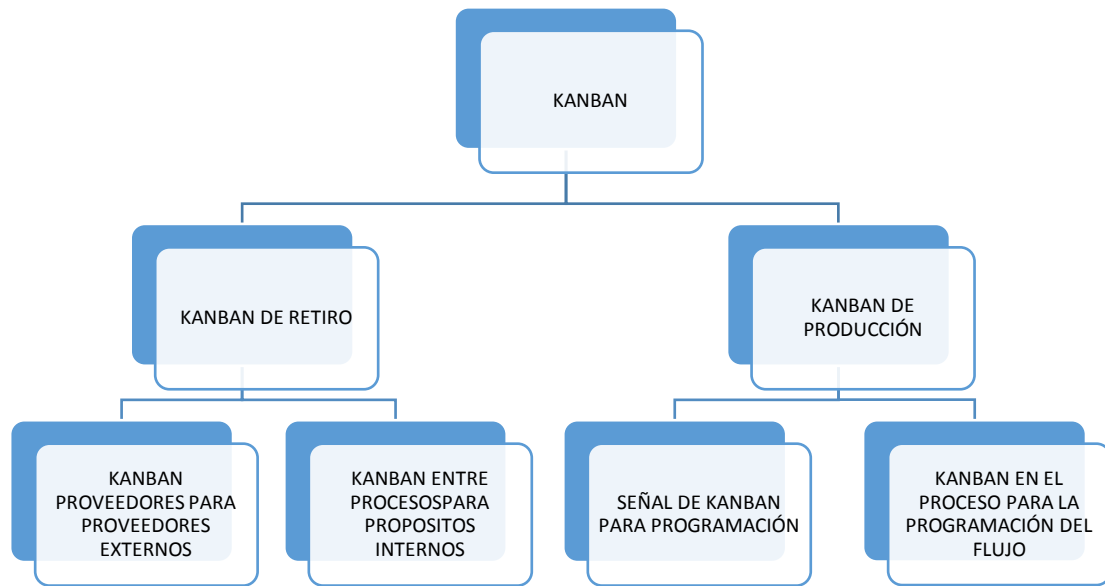 KANBAN
KANBAN DE RETIRO
KANBAN DE
PRODUCCIÓN
KANBAN
PROVEEDORES PARA
PROVEEDORES
EXTERNOS
KANBAN ENTRE
PROCESOSPARA
PROPOSITOS
INTERNOS
SEÑAL DE KANBAN
PARA PROGRAMACIÓN
KANBAN EN EL
PROCESO PARA LA
PROGRAMACIÓN DEL
FLUJO